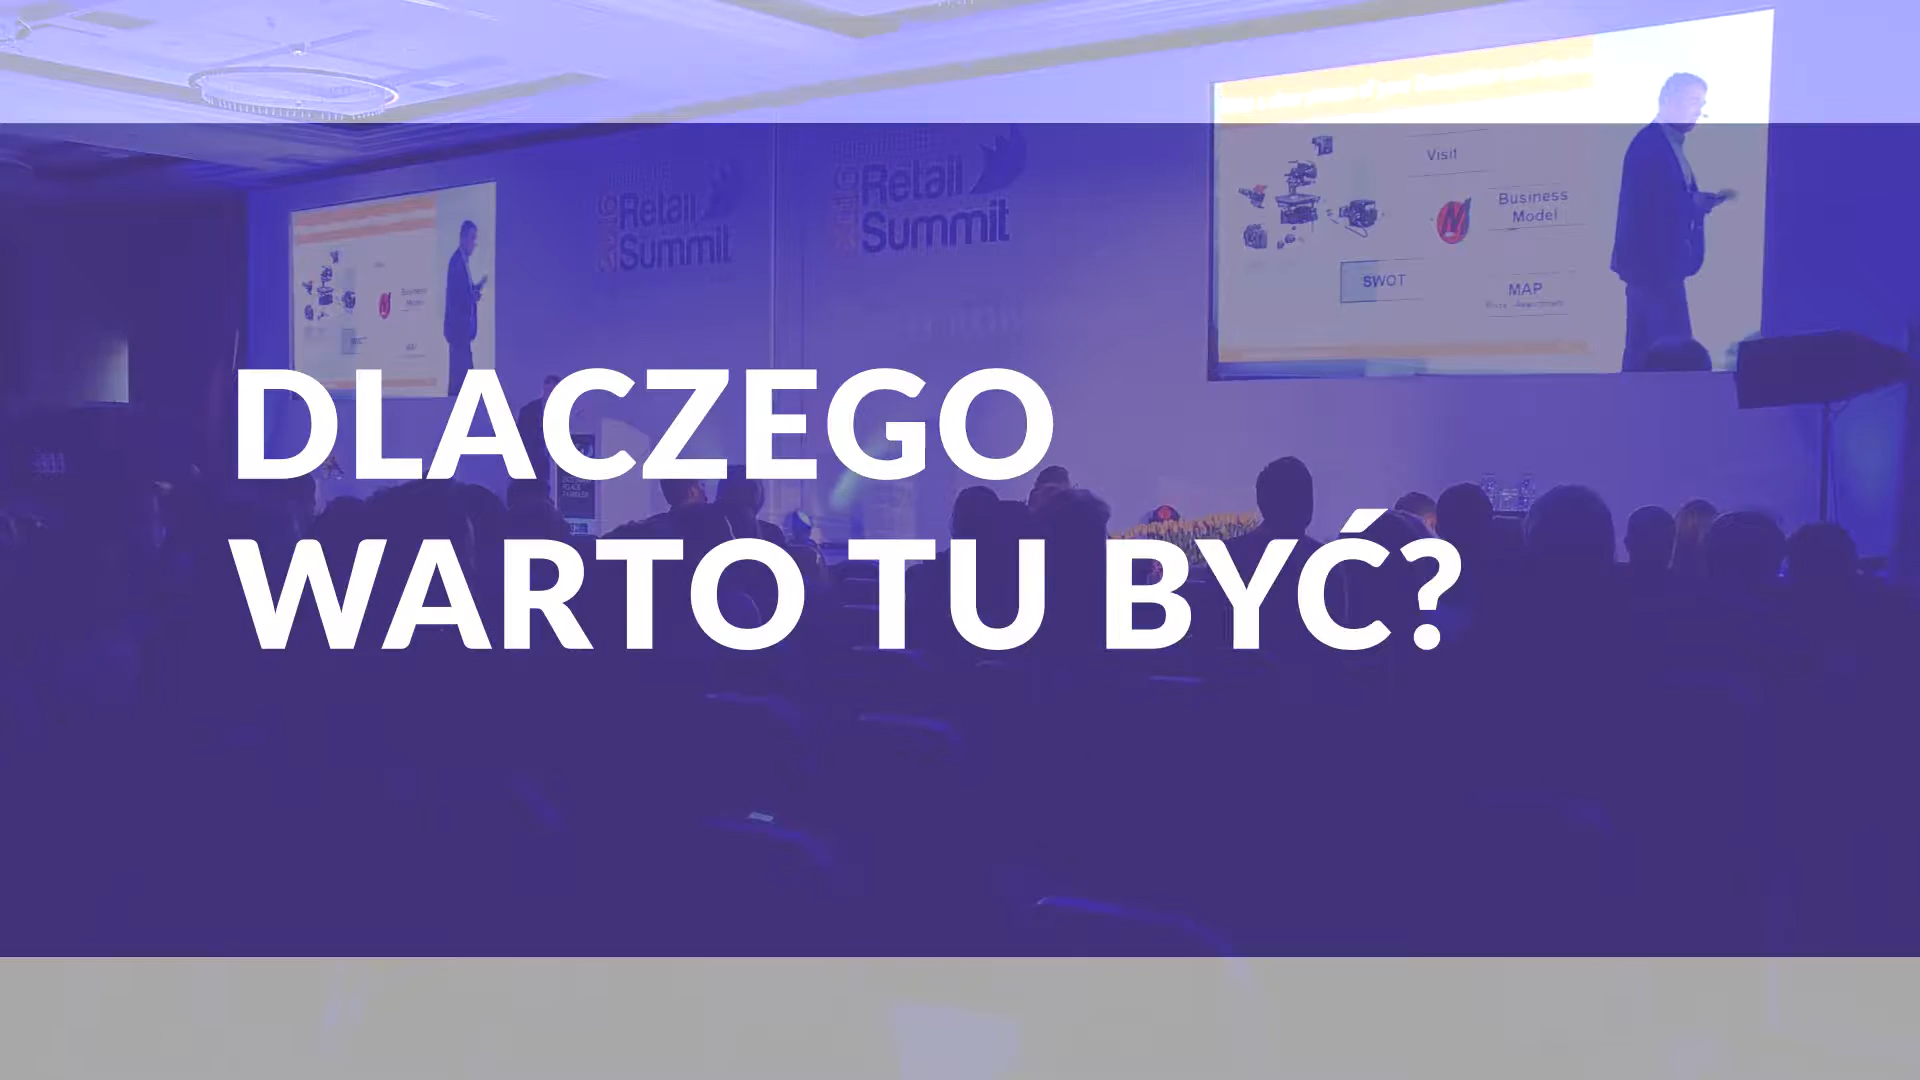 Retail
Summit
Retail
Summit
Visit
Business
Model
SWOT
MAP
DLACZEGO
WARTO TU BYĆ?